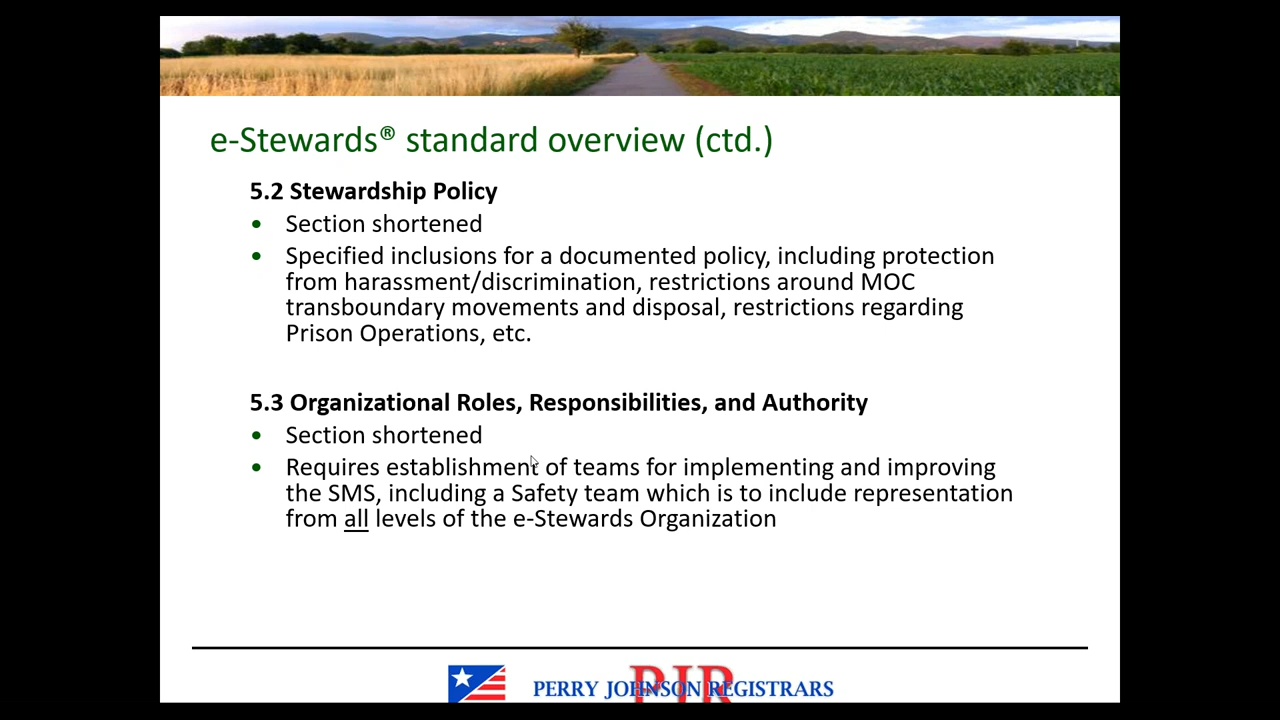 e-Stewards® standard overview (ctd.)
5.2 Stewardship Policy
• Section shortened
• Specified inclusions for a documented policy, including protection
from harassment/discrimination, restrictions around MOC
transboundary movements and disposal, restrictions regarding
Prison Operations, etc.
5.3 Organizational Roles, Responsibilities, and Authority
• Section shortened
• Requires establishment of teams for implementing and improving
the SMS, including a Safety team which is to include representation
from all levels of the e-Stewards Organization
PJR
PERRY JOHNSON REGISTRARS